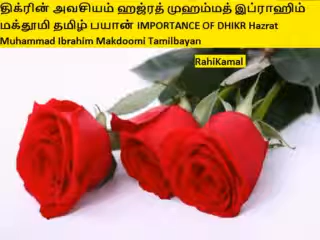 திக்ரின் அவசியம் ஹஜ்ரத் முஹம்மத் இப்ராஹிம்
மக்தூமி தமிழ் பயான் IMPORTANCE OF DHIKR Hazrat
Muhammad Ibrahim Makdoomi Tamilbayan
RahiKamal